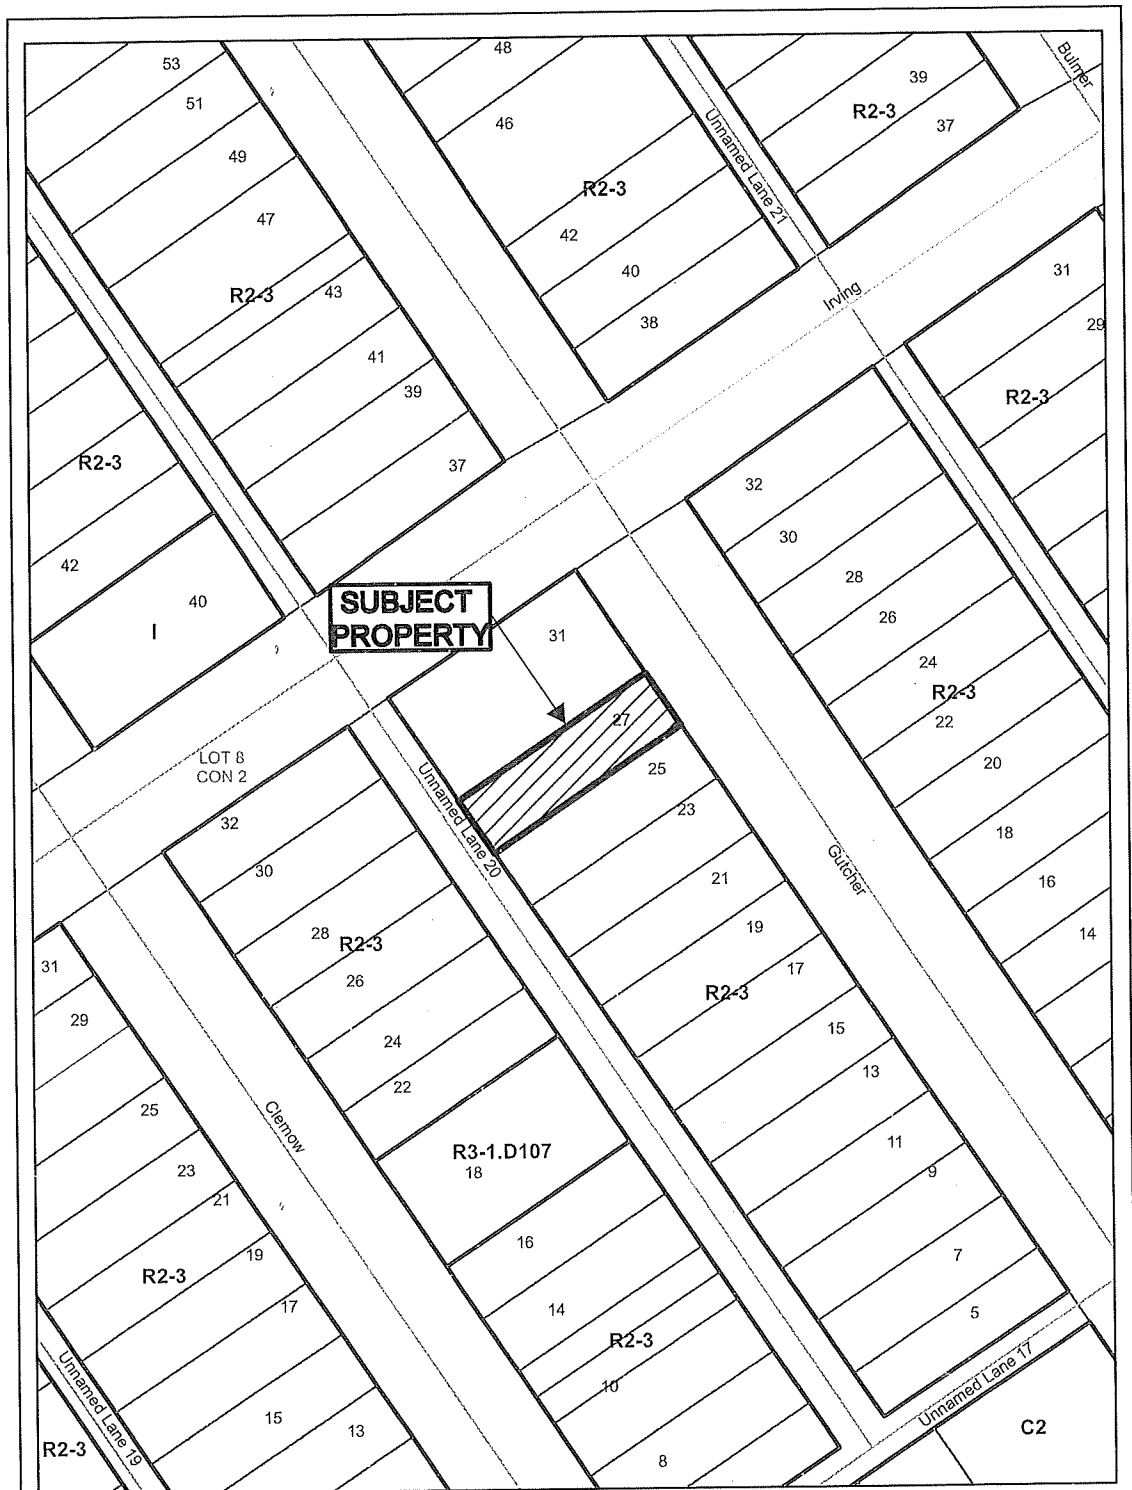 53
48
Bulmer
39
51
R2-3
46
Unnamed Lane 21
37
49
R2-3
47
42
31
40
R2-3
43
Irving
38
29
41
39
R2-3
R2-3
37
32
30
42
28
40
SUBJECT
PROPERTY
I
31
26
24
R2-3
27
22
LOT 8
CON 2
25
20
Unnamed Lane 20
23
32
18
Gutcher
30
21
16
19
28
R2-3
14
31
17
26
R2-3
29
15
24
13
22
25
Clemow
11
R3-1.D107
18
23
9
21
16
19
7
R2-3
17
14
5
R2-3
Unnamed Lane 19
10
Unnamed Lane 17
15
13
C2
R2-3
8